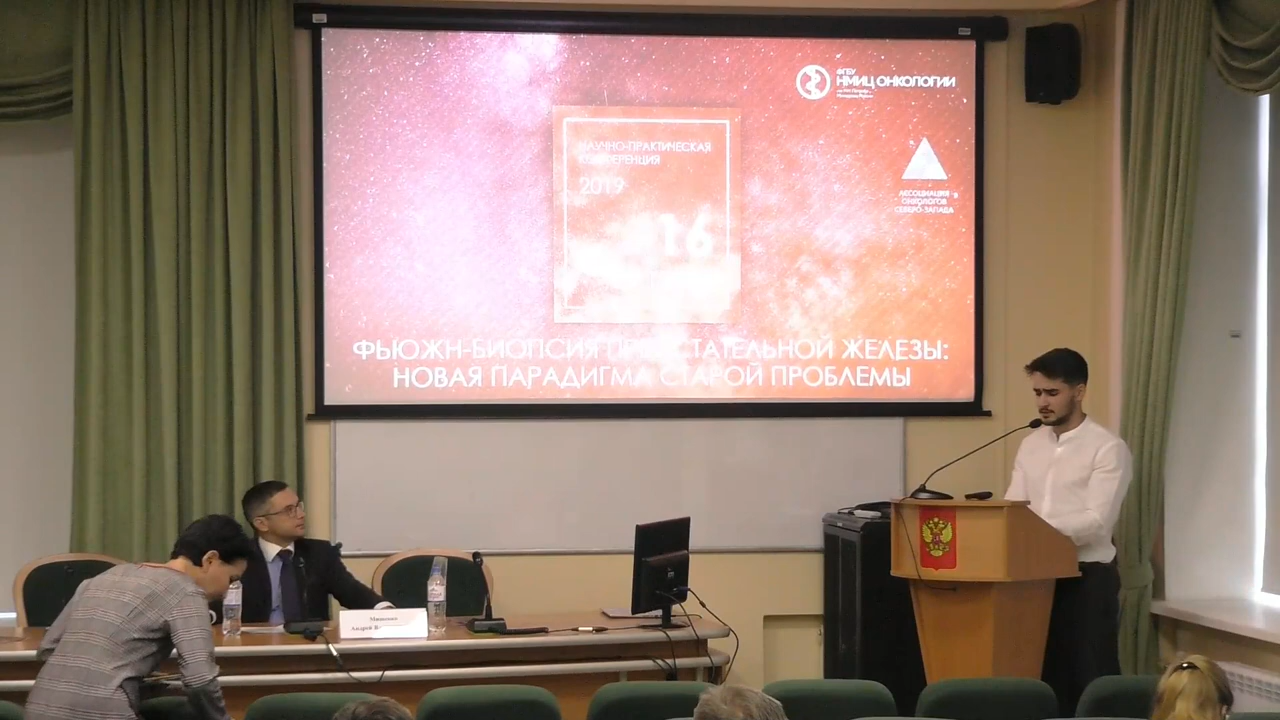 ФГБУ
НМИЦ ОНКОЛОГИИ
НАУЧНО-ПРАКТИЧЕСКАЯ
КОНФЕРЕНЦИЯ
2019
16
АССОЦИАЦИЯ
ОНКОЛОГОВ
СЕВЕРО-ЗАПАДА
ФЬЮЖН-БИОПСИЯ ПРЕДСТАТЕЛЬНОЙ ЖЕЛЕЗЫ:
НОВАЯ ПАРАДИГМА СТАРОЙ ПРОБЛЕМЫ
Андрей